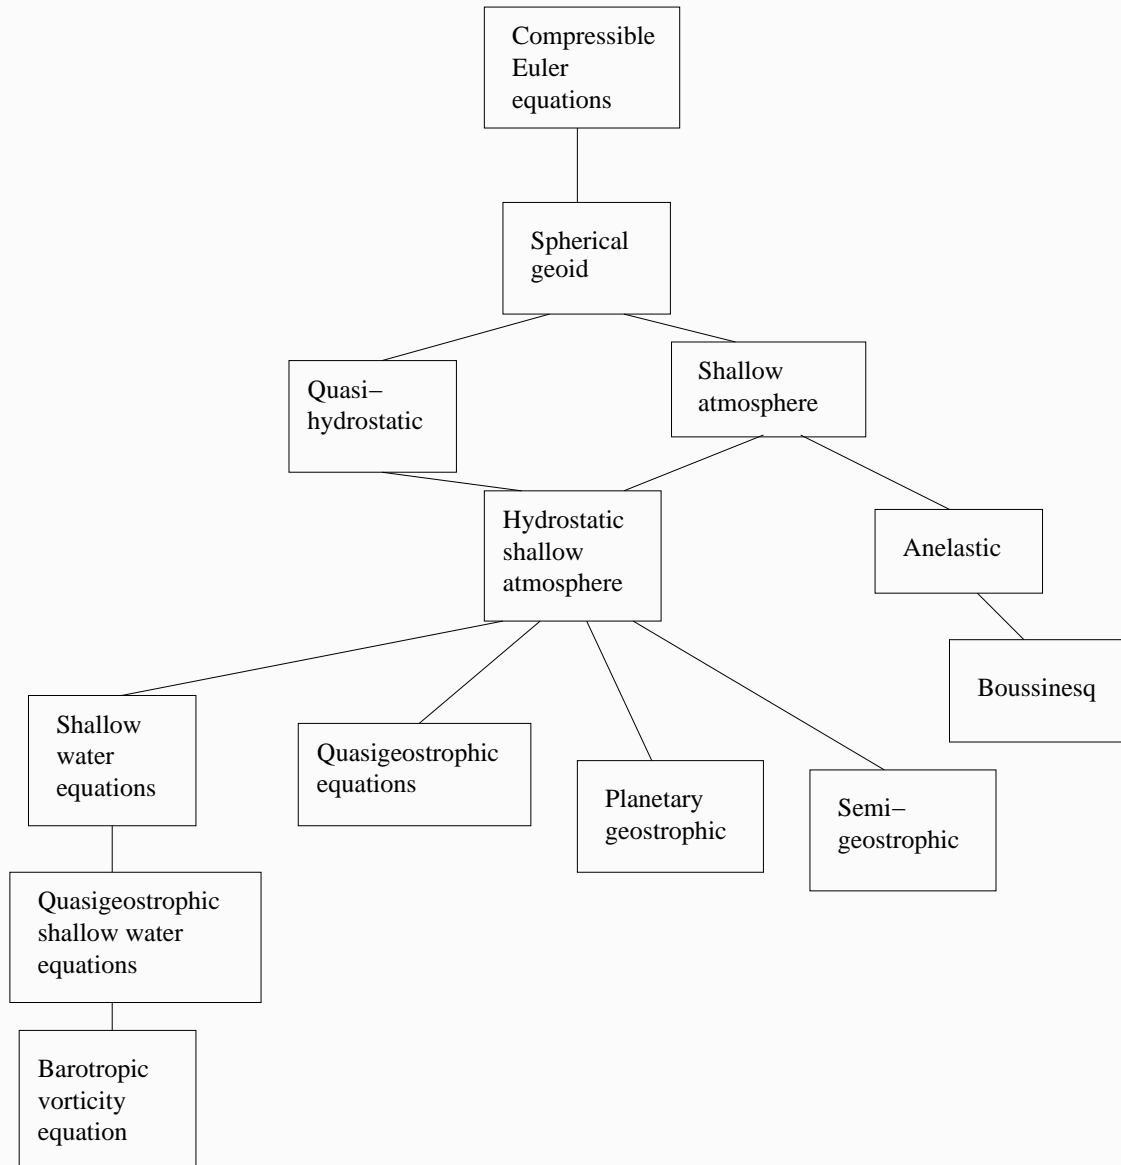 Compressible
Euler
equations
Spherical
geoid
Quasi−
hydrostatic
Shallow
atmosphere
Hydrostatic
shallow
atmosphere
Anelastic
Boussinesq
Shallow
water
equations
Quasigeostrophic
equations
Planetary
geostrophic
Semi−
geostrophic
Quasigeostrophic
shallow water
equations
Barotropic
vorticity
equation